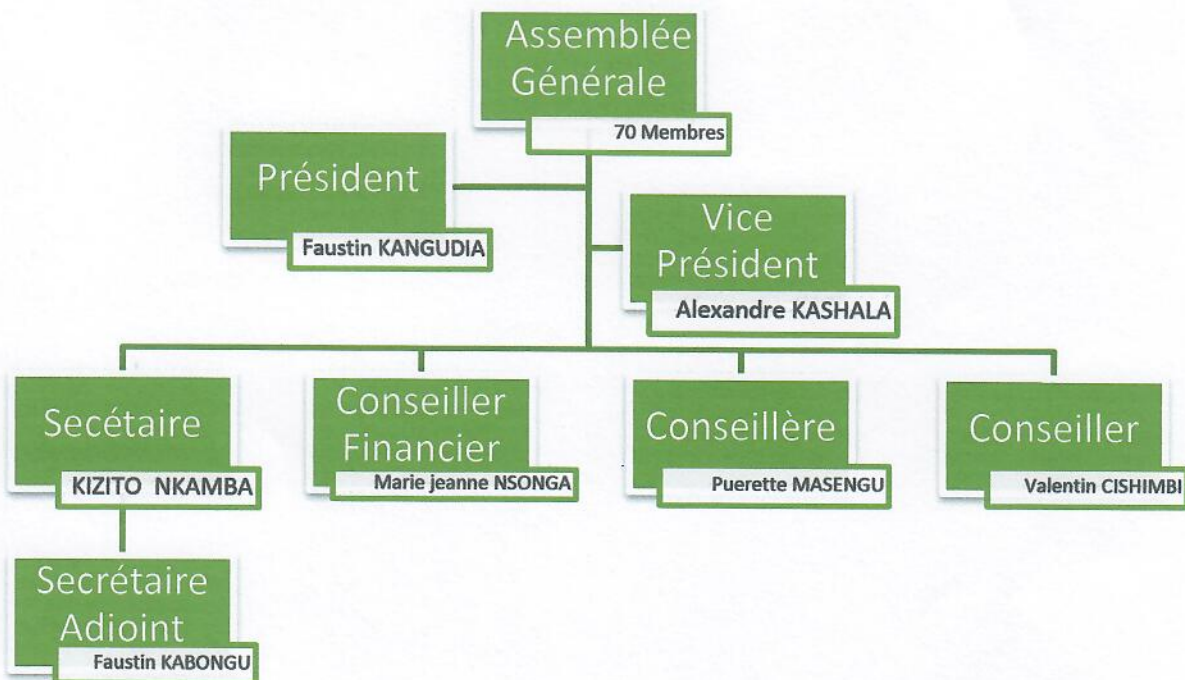 Assemblée
Générale
70 Membres
Président
Faustin KANGUDIA
Vice
Président
Alexandre KASHALA
Secétaire
KIZITO NKAMBA
Conseiller
Financier
Marie jeanne NSONGA
Conseillère
Puerette MASENGU
Conseiller
Valentin CISHIMBI
Secrétaire
Adjoint
Faustin KABONGU